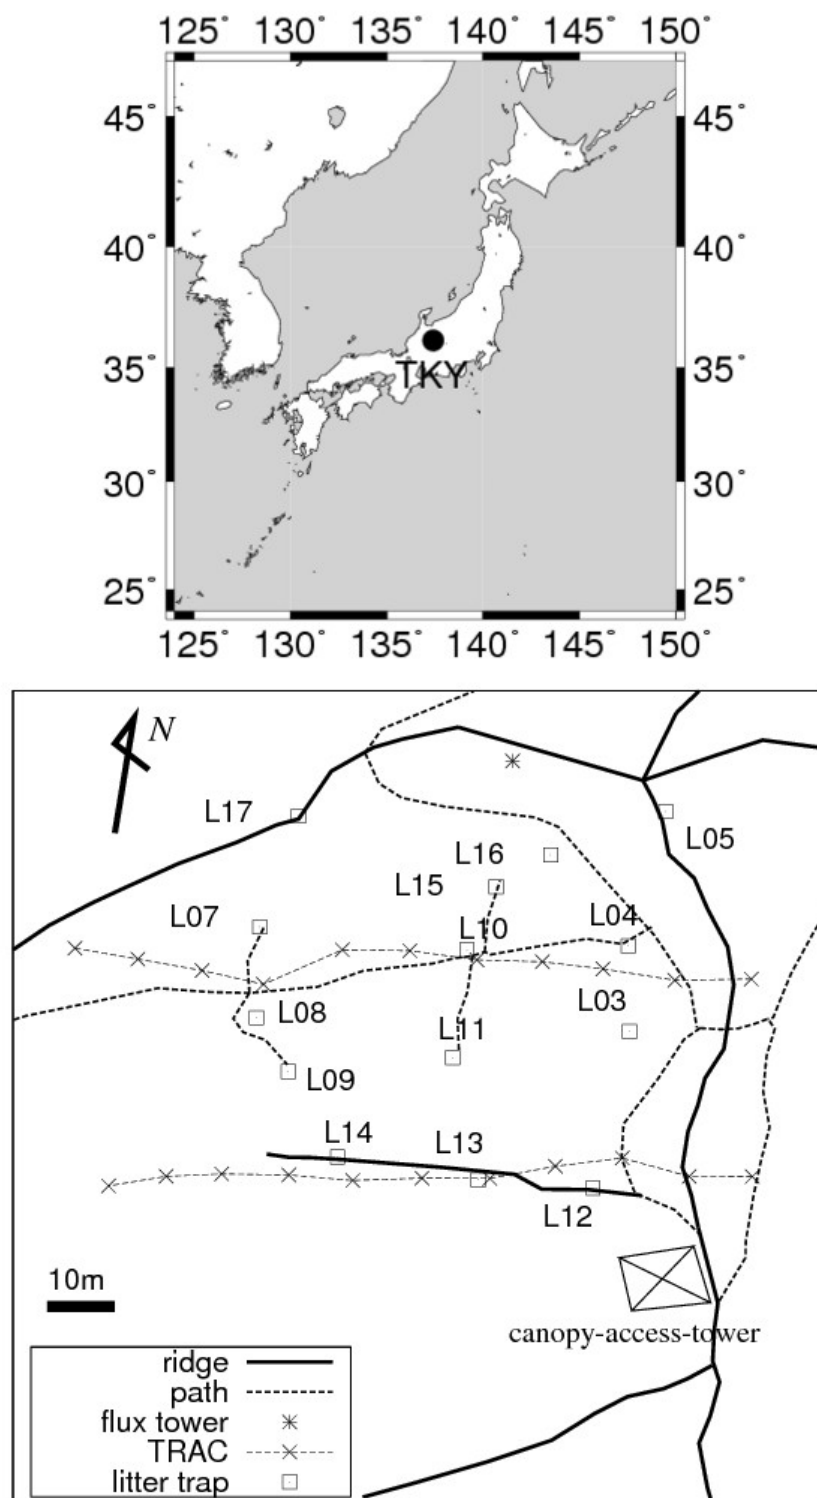 125° 130° 135° 140° 145° 150°
45° 45°
40° 40°
35° 35°
TKY
30° 30°
25° 25°
125° 130° 135° 140° 145° 150°
N
L17
L05
L16
L15
L07
L04
L10
L03
L08
L11
L09
L14
L13
L12
10m
canopy-access-tower
ridge
path
flux tower
TRAC
litter trap